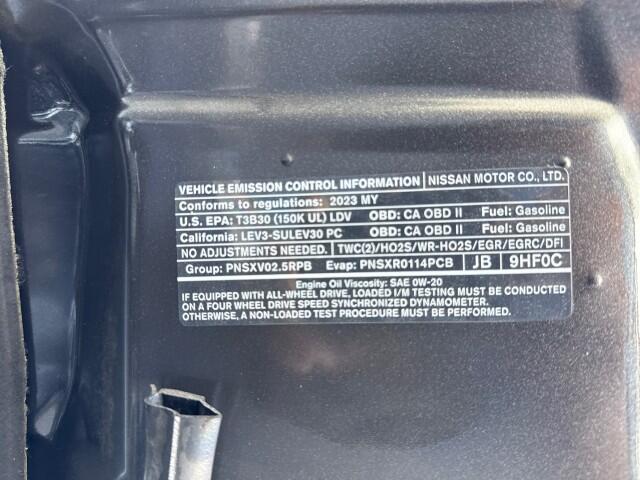 VEHICLE EMISSION CONTROL INFORMATION NISSAN MOTOR CO., LTD.
Conforms to regulations: 2023 MY
U.S. EPA: T3B30 (150K UL) LDV OBD: CA OBD II Fuel: Gasoline
California: LEV3-SULEV30 PC OBD: CA OBD II Fuel: Gasoline
NO ADJUSTMENTS NEEDED. TWC(2)/HO2S/WR-HO2S/EGR/EGRC/DFI
Group: PNSXV02.5RPB Evap: PNSXR0114PCB JB 9HF0C
Engine Oil Viscosity: SAE 0W-20
IF EQUIPPED WITH ALL-WHEEL DRIVE, LOADED I/M TESTING MUST BE CONDUCTED
ON A FOUR WHEEL DRIVE SPEED SYNCHRONIZED DYNAMOMETER.
OTHERWISE, A NON-LOADED TEST PROCEDURE MUST BE PERFORMED.